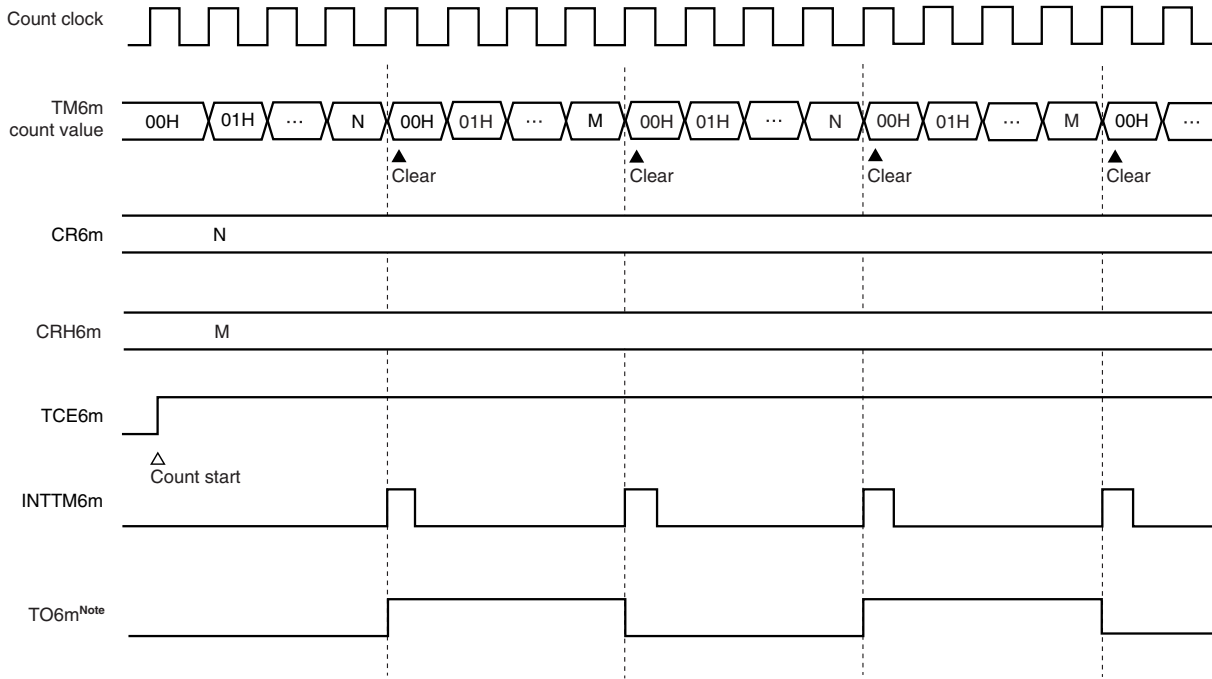 Count clock
TM6m
count value
00H 01H ... N 00H 01H ... M 00H 01H ... N 00H 01H ... M 00H ...
Clear Clear Clear Clear
CR6m N
CRH6m M
TCE6m
Count start
INTTM6m
TO6mNote